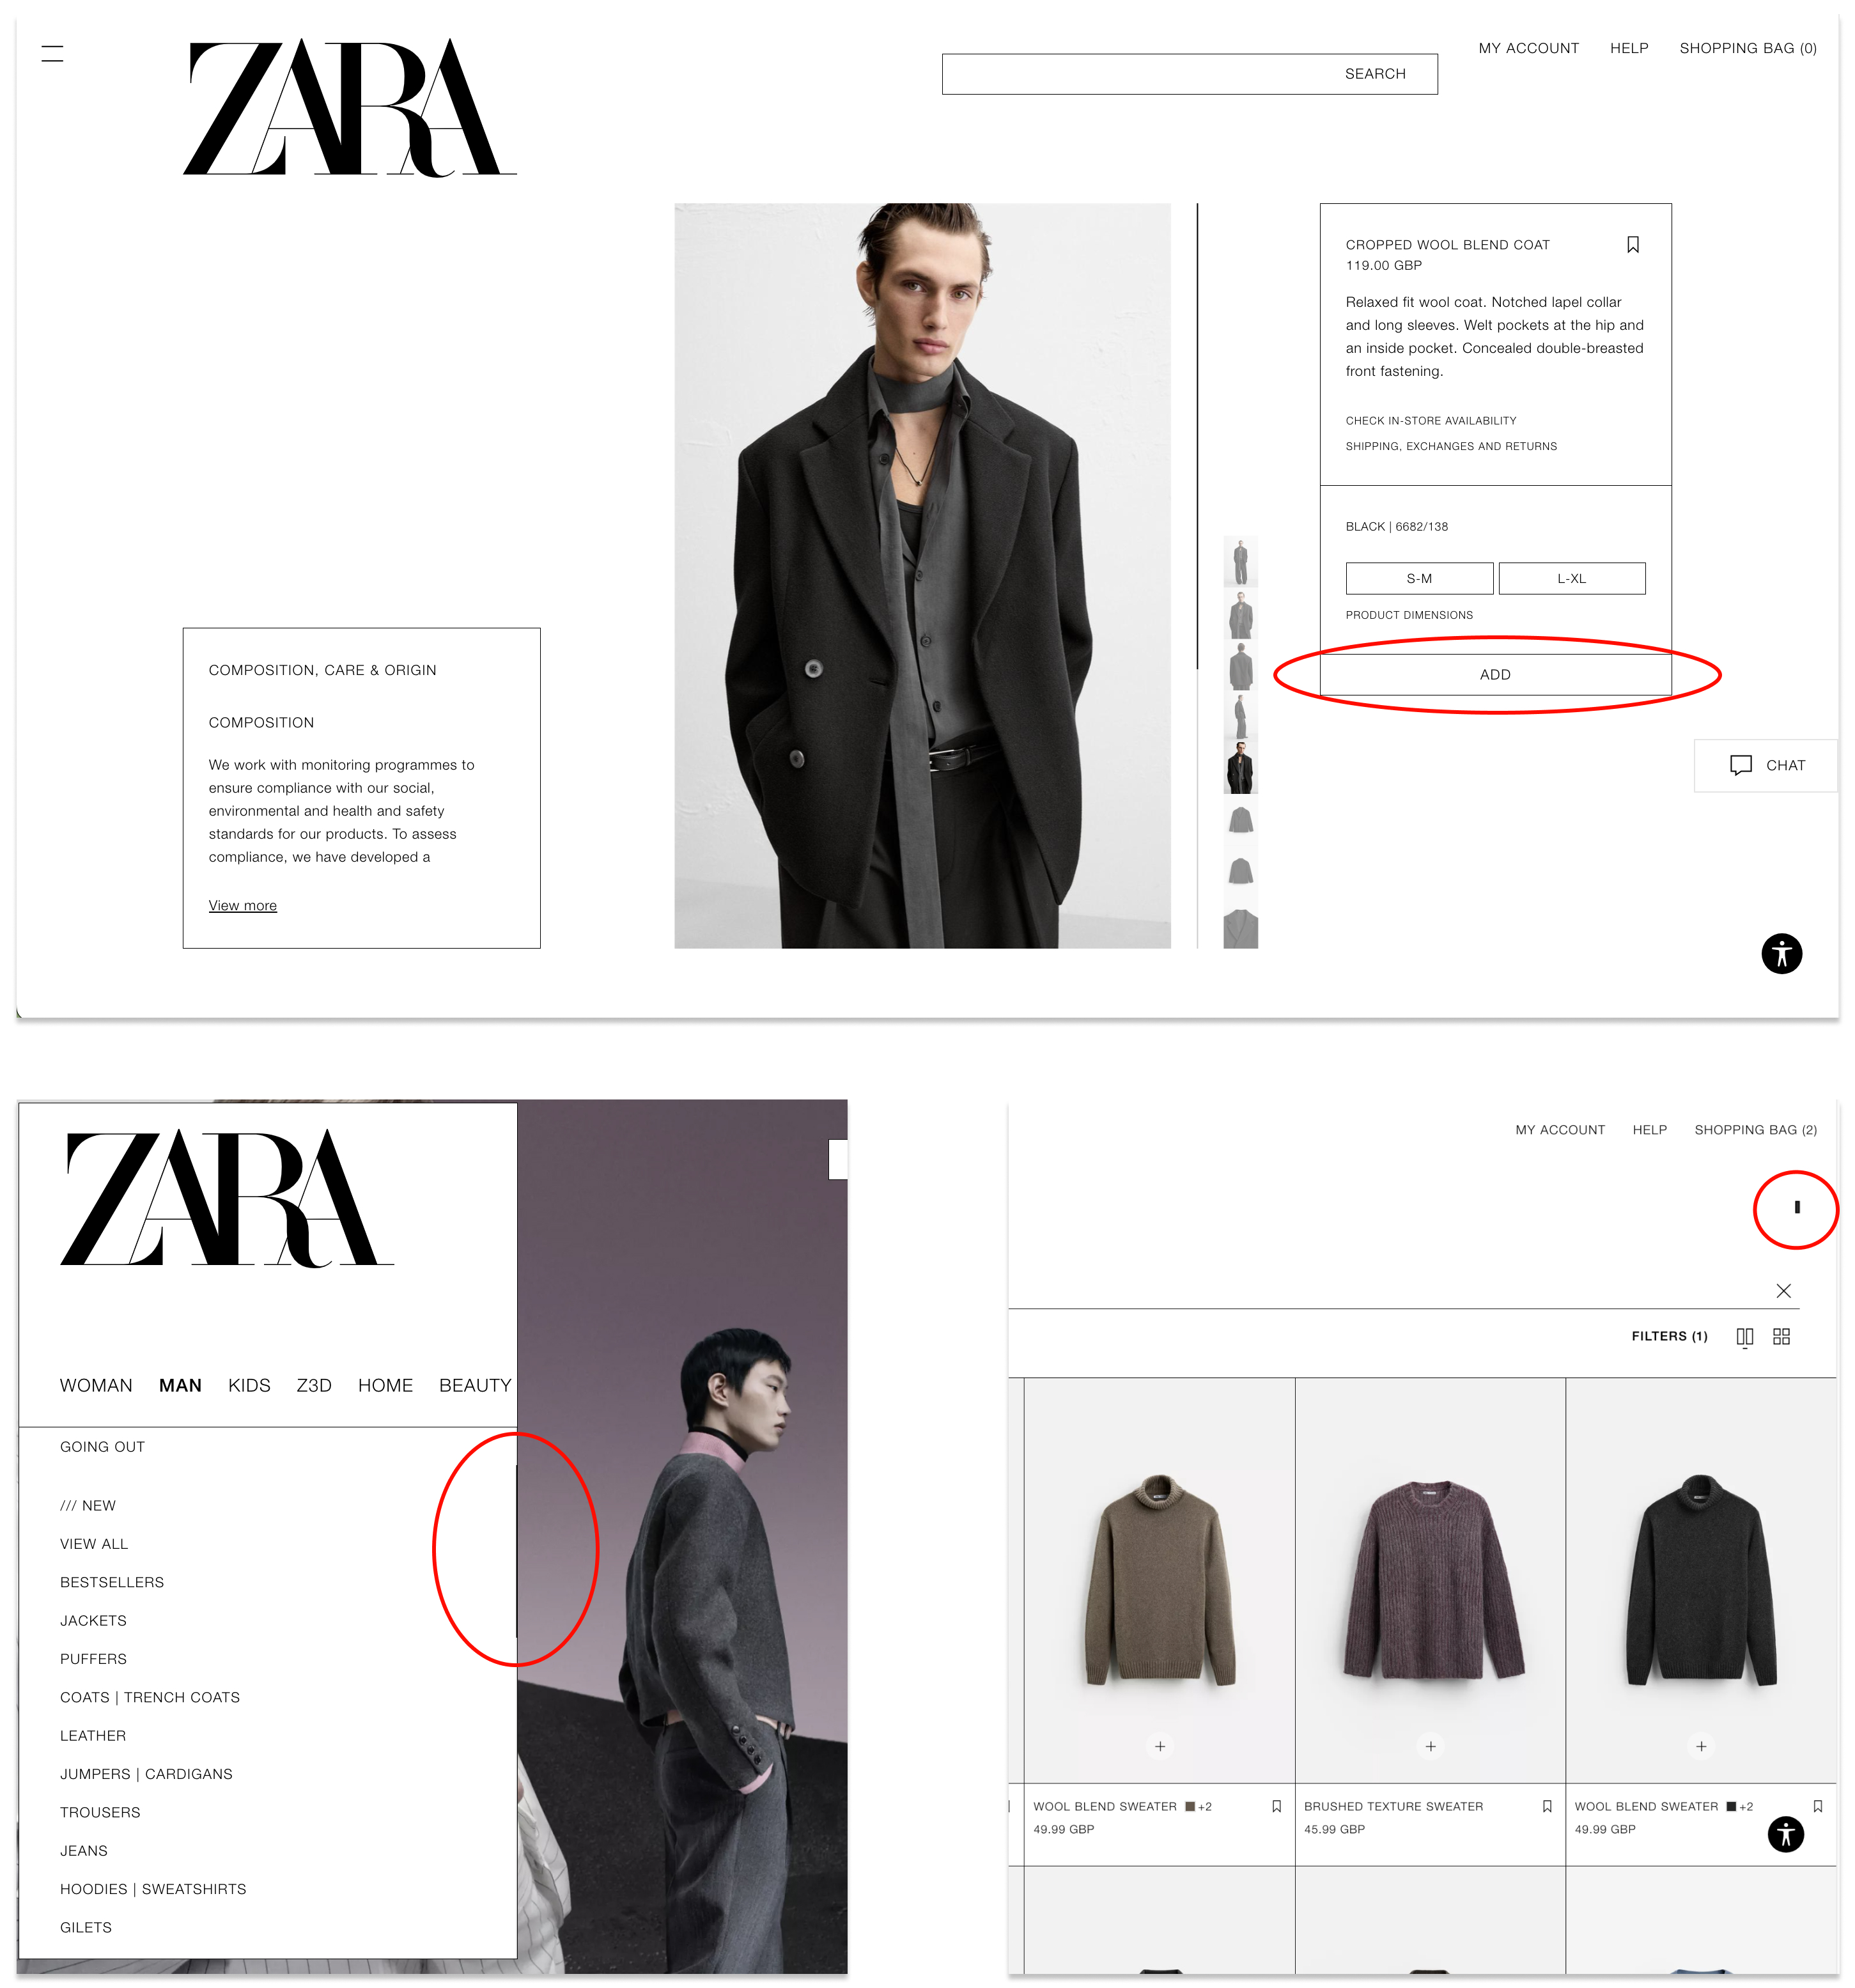 ZARA
SEARCH
MY ACCOUNT
HELP
SHOPPING BAG (0)
CROPPED WOOL BLEND COAT
119.00 GBP
Relaxed fit wool coat. Notched lapel collar
and long sleeves. Welt pockets at the hip and
an inside pocket. Concealed double-breasted
front fastening.
CHECK IN-STORE AVAILABILITY
SHIPPING, EXCHANGES AND RETURNS
BLACK | 6682/138
S-M
L-XL
PRODUCT DIMENSIONS
ADD
COMPOSITION, CARE & ORIGIN
COMPOSITION
We work with monitoring programmes to
ensure compliance with our social,
environmental and health and safety
standards for our products. To assess
compliance, we have developed a
View more
CHAT
ZARA
WOMAN MAN KIDS Z3D HOME BEAUTY
GOING OUT
/// NEW
VIEW ALL
BESTSELLERS
JACKETS
PUFFERS
COATS | TRENCH COATS
LEATHER
JUMPERS | CARDIGANS
TROUSERS
JEANS
HOODIES | SWEATSHIRTS
GILETS
MY ACCOUNT
HELP
SHOPPING BAG (2)
FILTERS (1)
WOOL BLEND SWEATER +2
49.99 GBP
BRUSHED TEXTURE SWEATER
45.99 GBP
WOOL BLEND SWEATER +2
49.99 GBP